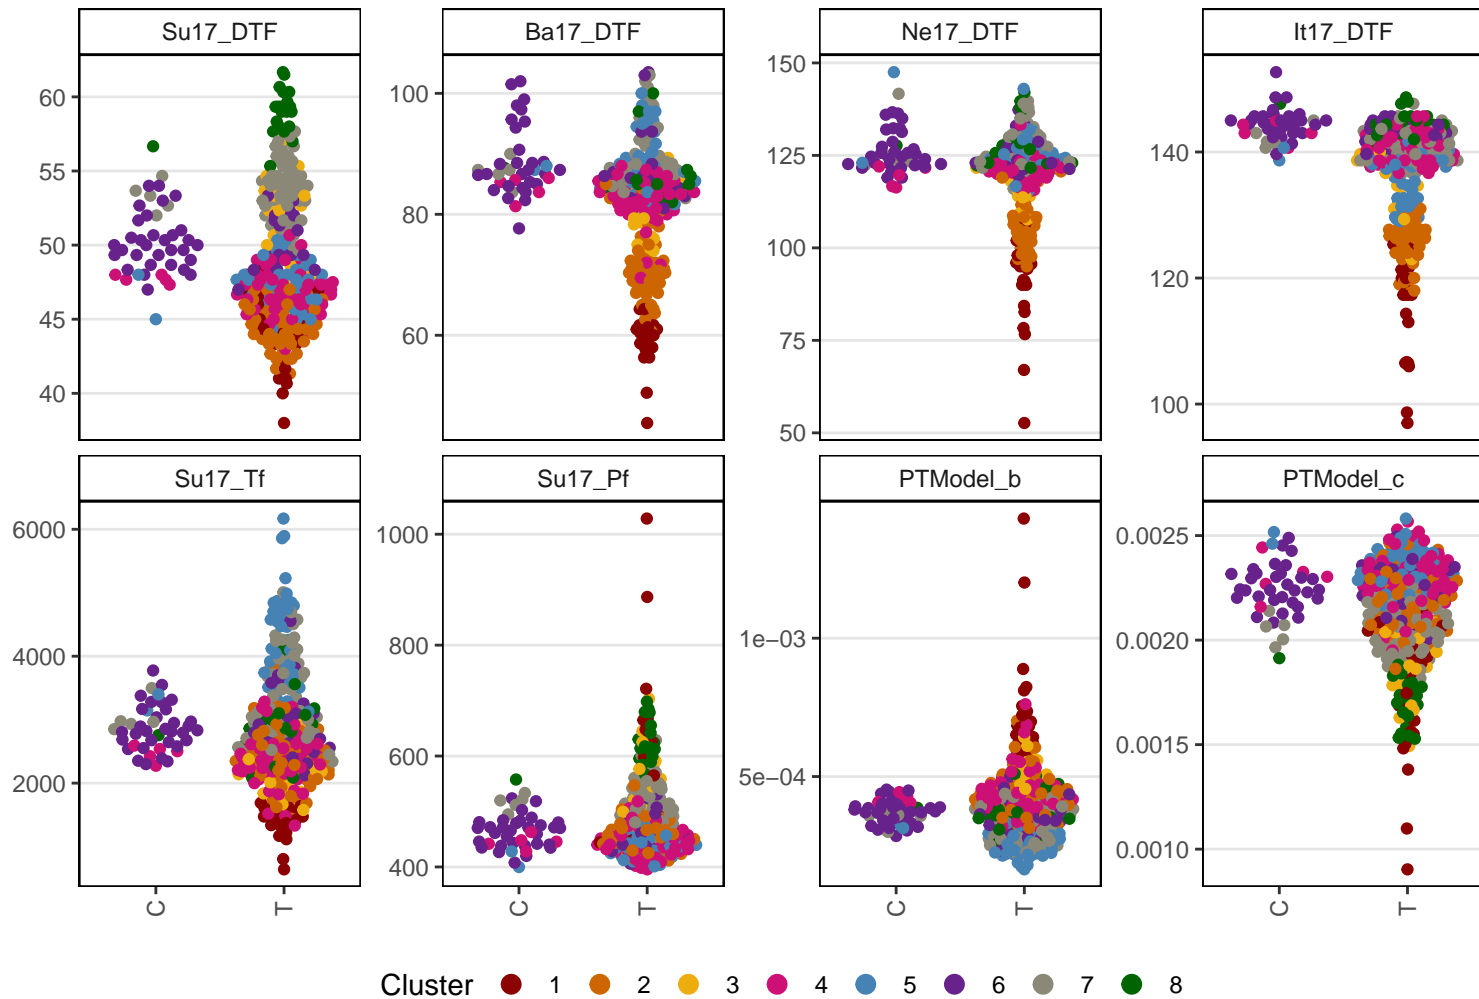 Su17_DTF
Ba17_DTF
Ne17_DTF
It17_DTF
60
55
50
45
40
100
80
60
150
125
100
75
50
140
120
100
Su17_Tf
Su17_Pf
PTModel_b
PTModel_c
6000
4000
2000
1000
800
600
400
1e−03
5e−04
0.0025
0.0020
0.0015
0.0010
C
T
C
T
C
T
C
T
Cluster 1 2 3 4 5 6 7 8